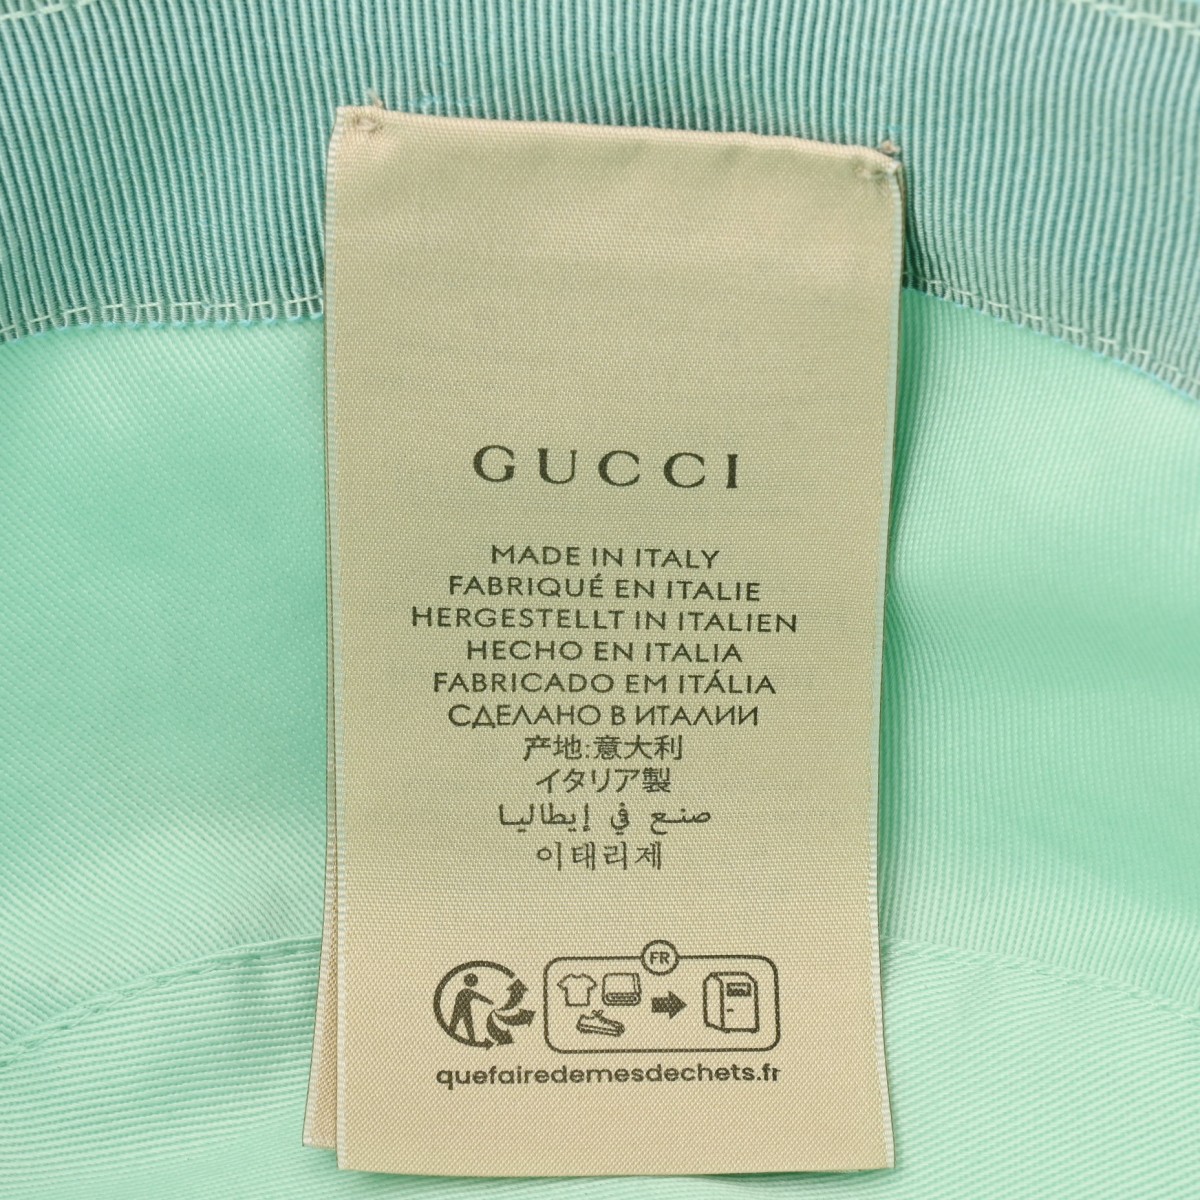 GUCCI
MADE IN ITALY
FABRIQUÉ EN ITALIE
HERGESTELLT IN ITALIEN
HECHO EN ITALIA
FABRICADO EM ITÁLIA
СДЕЛАНО В ИТАЛИИ
产地:意大利
イタリア製
صنع في إيطاليا
이태리제
FR
quefairedemesdechets.fr